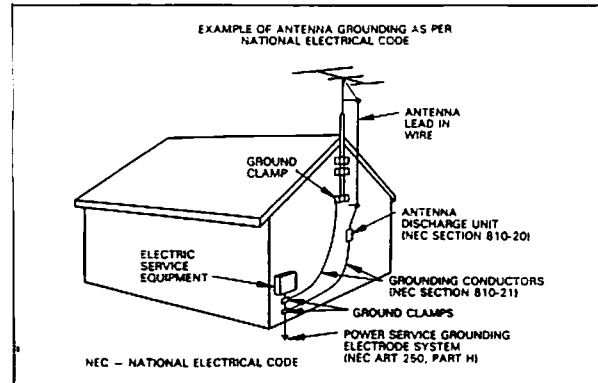 EXAMPLE OF ANTENNA GROUNDING AS PER
NATIONAL ELECTRICAL CODE
ANTENNA
LEAD IN
WIRE
GROUND
CLAMP
ANTENNA
DISCHARGE UNIT
(NEC SECTION 810-20)
ELECTRIC
SERVICE
EQUIPMENT
GROUNDING CONDUCTORS
(NEC SECTION 810-21)
GROUND CLAMPS
POWER SERVICE GROUNDING
ELECTRODE SYSTEM
(NEC ART 250, PART H)
NEC – NATIONAL ELECTRICAL CODE